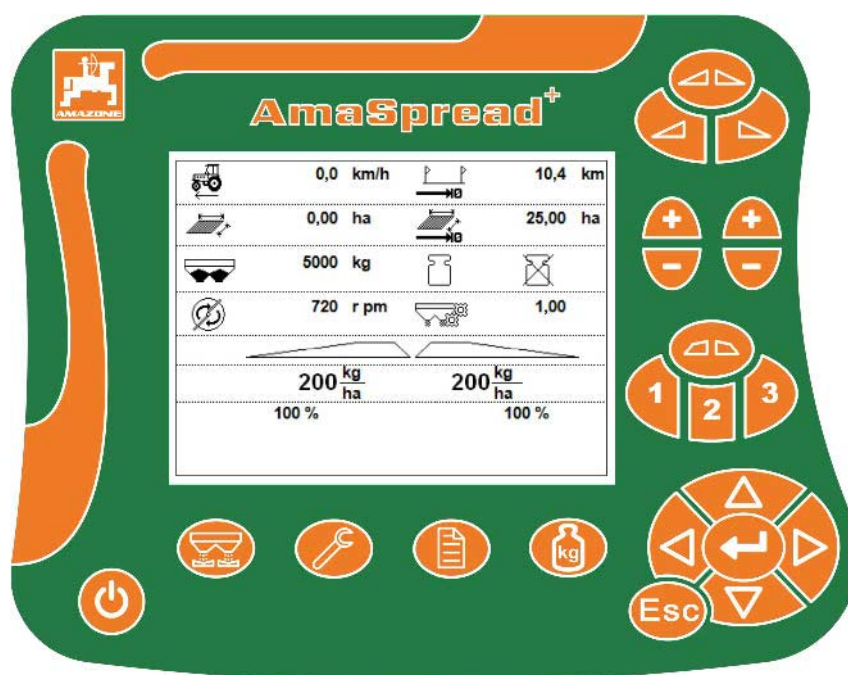 AMAZONE
AmaSpread+
0,0 km/h 10,4 km
0,00 ha 25,00 ha
5000 kg
720 r pm 1,00
200 kg/ha 200 kg/ha
100 % 100 %
+ +
- -
1 2 3
kg
Esc